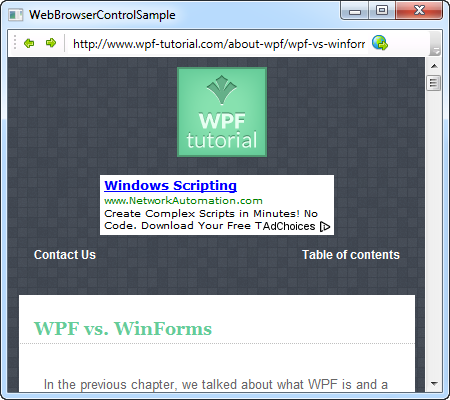 WebBrowserControlSample
http://www.wpf-tutorial.com/about-wpf/wpf-vs-winforr
WPF
tutorial
Windows Scripting
www.NetworkAutomation.com
Create Complex Scripts in Minutes! No
Code. Download Your Free T AdChoices
Contact Us
Table of contents
WPF vs. WinForms
In the previous chapter, we talked about what WPF is and a